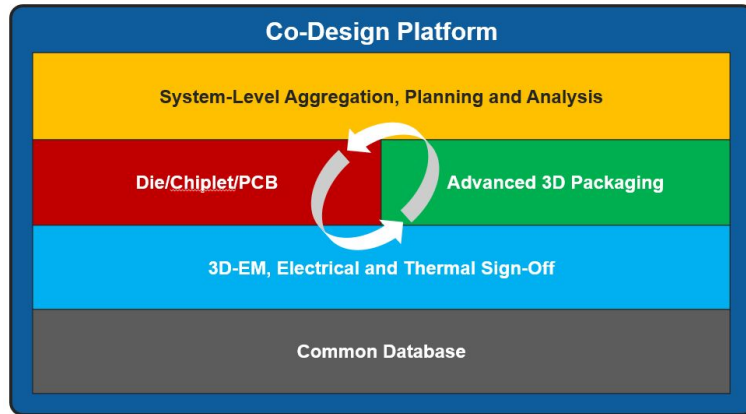 Co-Design Platform
System-Level Aggregation, Planning and Analysis
Die/Chiplet/PCB
Advanced 3D Packaging
3D-EM, Electrical and Thermal Sign-Off
Common Database